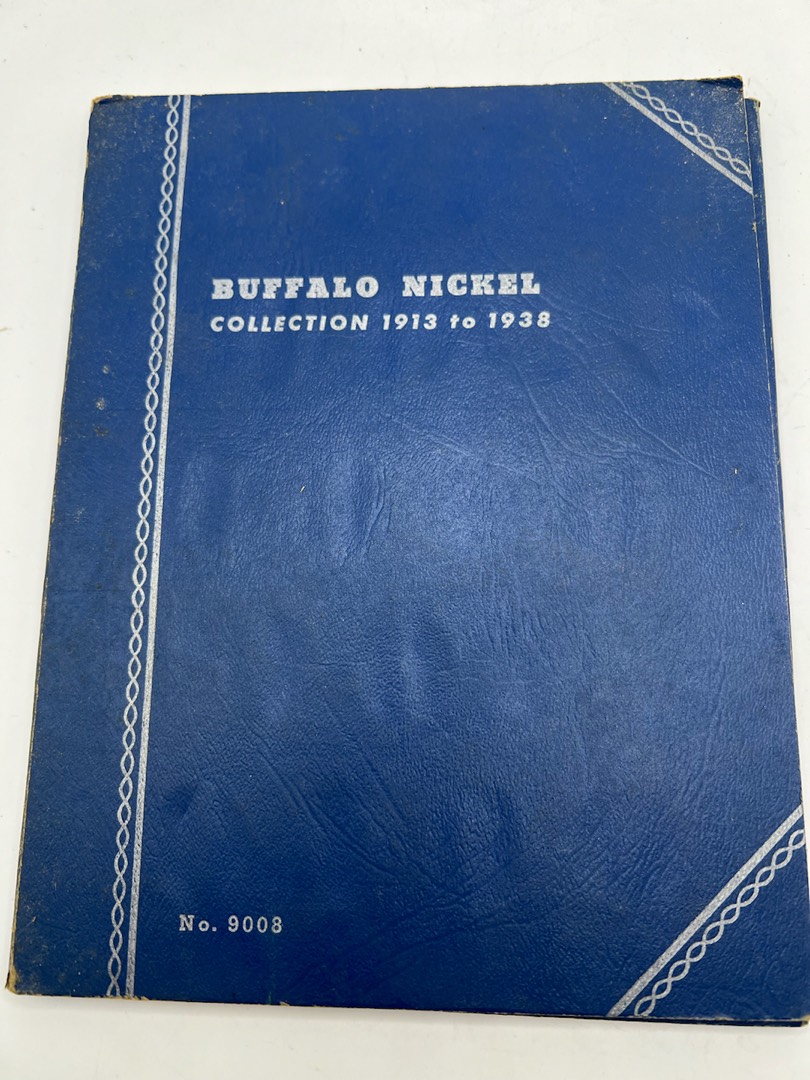 BUFFALO NICKEL
COLLECTION 1913 to 1938
No. 9008